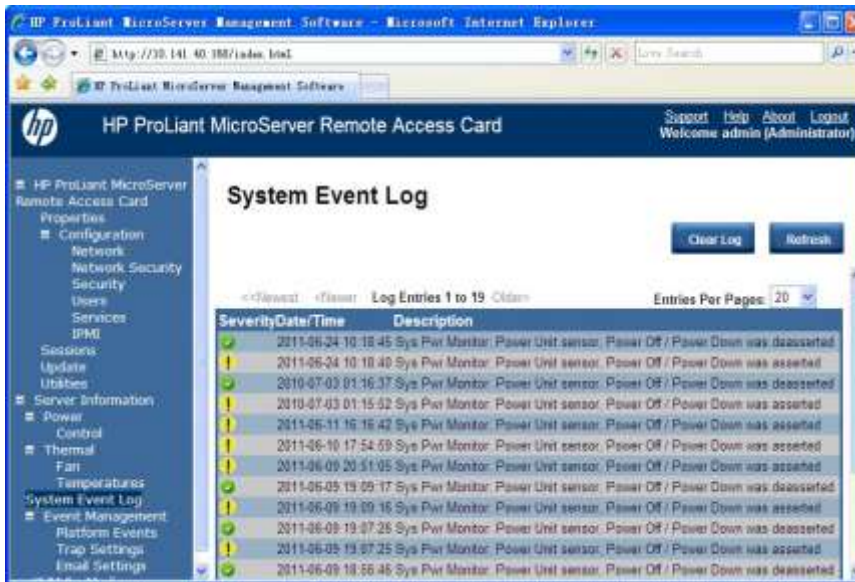 HP ProLiant MicroServer Management Software - Microsoft Internet Explorer
http://10.141.40.188/index.html
Live Search
HP ProLiant MicroServer Management Software
hp
HP ProLiant MicroServer Remote Access Card
Support Help About Logout
Welcome admin (Administrator)
HP ProLiant MicroServer
Remote Access Card
Properties
Configuration
Network
Network Security
Security
Users
Services
IPMI
Sessions
Update
Utilities
Server Information
Power
Control
Thermal
Fan
Temperatures
System Event Log
Event Management
Platform Events
Trap Settings
Email Settings
System Event Log
Clear Log
Refresh
<<Newest <Newer Log Entries 1 to 19 Older>
Entries Per Page: 20
Severity Date/Time Description
2011-06-24 10:18:45 Sys Pwr Monitor: Power Unit sensor, Power Off / Power Down was deasserted
2011-06-24 10:18:40 Sys Pwr Monitor: Power Unit sensor, Power Off / Power Down was asserted
2010-07-03 01:16:37 Sys Pwr Monitor: Power Unit sensor, Power Off / Power Down was deasserted
2010-07-03 01:15:52 Sys Pwr Monitor: Power Unit sensor, Power Off / Power Down was asserted
2011-06-11 16:16:42 Sys Pwr Monitor: Power Unit sensor, Power Off / Power Down was asserted
2011-06-10 17:54:59 Sys Pwr Monitor: Power Unit sensor, Power Off / Power Down was asserted
2011-06-09 20:51:05 Sys Pwr Monitor: Power Unit sensor, Power Off / Power Down was asserted
2011-06-09 19:09:17 Sys Pwr Monitor: Power Unit sensor, Power Off / Power Down was deasserted
2011-06-09 19:09:16 Sys Pwr Monitor: Power Unit sensor, Power Off / Power Down was asserted
2011-06-09 19:07:26 Sys Pwr Monitor: Power Unit sensor, Power Off / Power Down was deasserted
2011-06-09 19:07:25 Sys Pwr Monitor: Power Unit sensor, Power Off / Power Down was asserted
2011-06-09 18:56:46 Sys Pwr Monitor: Power Unit sensor, Power Off / Power Down was deasserted